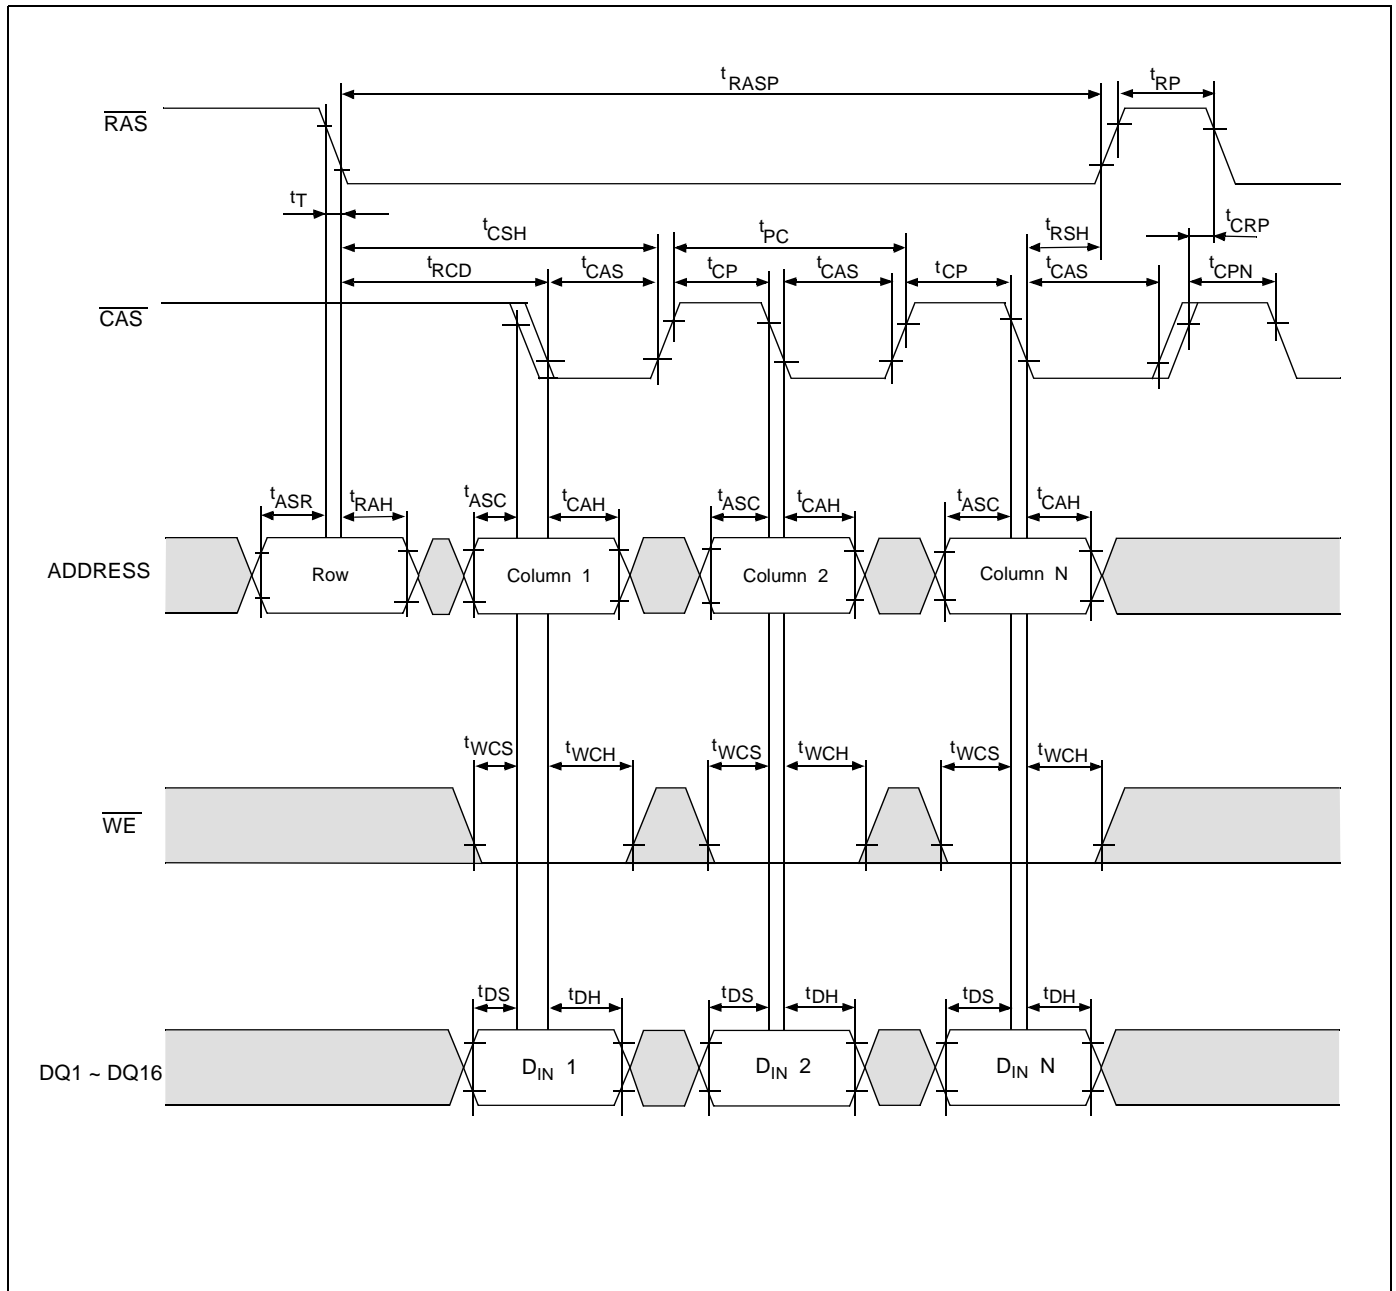 tRASP tRP
RAS
tT
tCSH tPC tRSH tCRP
tRCD tCAS tCP tCAS tCP tCAS tCPN
CAS
tASR tRAH tASC tCAH tASC tCAH tASC tCAH
ADDRESS Row Column 1 Column 2 Column N
tWCS tWCH tWCS tWCH tWCS tWCH
WE
tDS tDH tDS tDH tDS tDH
DQ1 ~ DQ16 DIN 1 DIN 2 DIN N